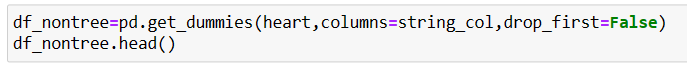 df_nontree=pd.get_dummies(heart,columns=string_col,drop_first=False)
df_nontree.head()